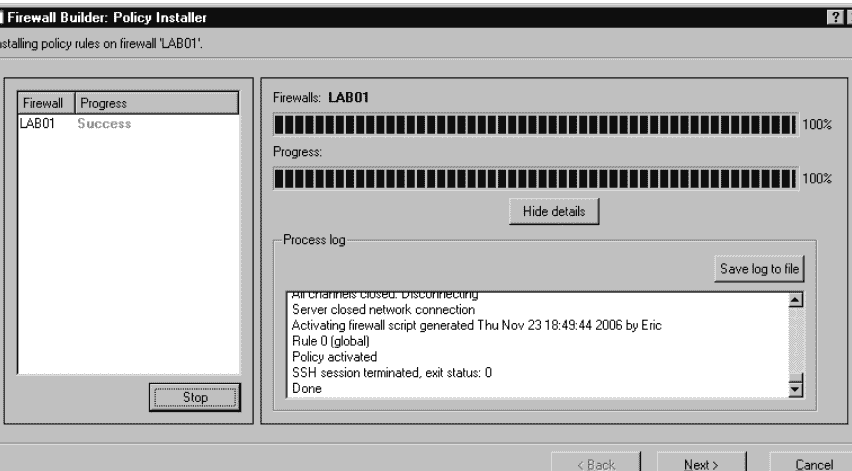 Firewall Builder: Policy Installer
nstalling policy rules on firewall 'LAB01'.
Firewall Progress
LAB01 Success
Firewalls: LAB01
100%
Progress:
100%
Hide details
Process log
Save log to file
All channels closed. Disconnecting
Server closed network connection
Activating firewall script generated Thu Nov 23 18:49:44 2006 by Eric
Rule 0 (global)
Policy activated
SSH session terminated, exit status: 0
Done
Stop
< Back Next > Cancel